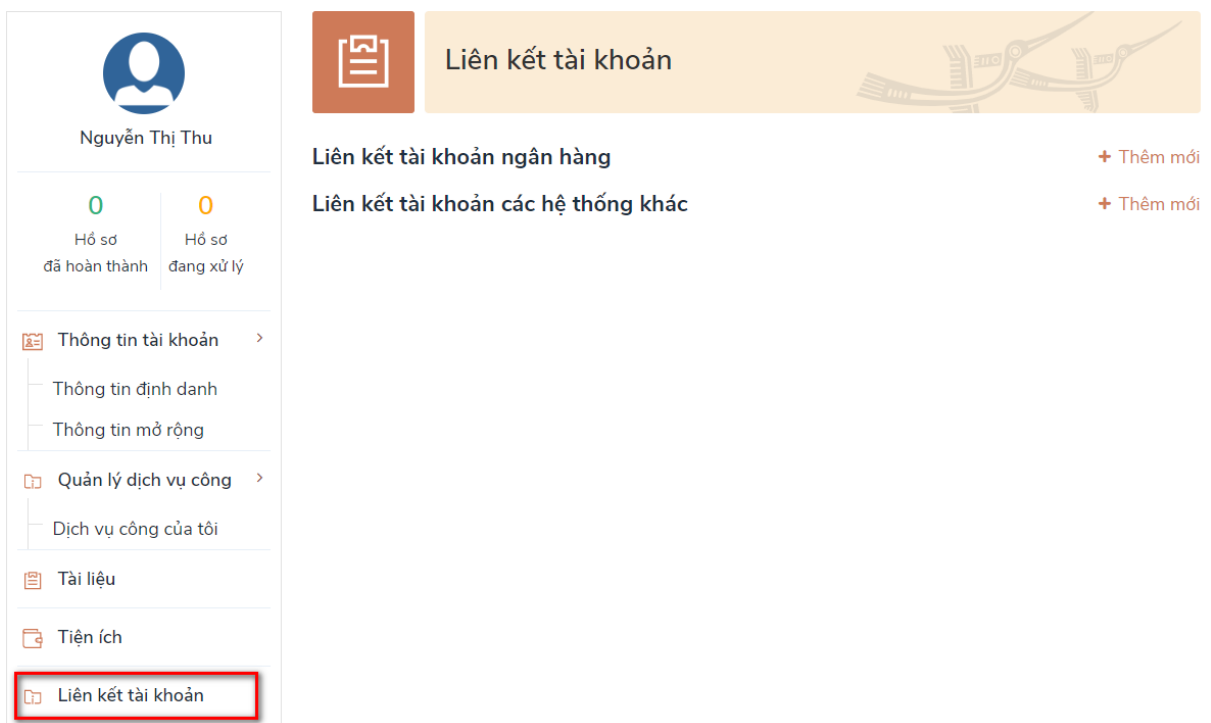 Nguyễn Thị Thu
0
Hồ sơ
đã hoàn thành
0
Hồ sơ
đang xử lý
Thông tin tài khoản
Thông tin định danh
Thông tin mở rộng
Quản lý dịch vụ công
Dịch vụ công của tôi
Tài liệu
Tiện ích
Liên kết tài khoản
Liên kết tài khoản
Liên kết tài khoản ngân hàng
+ Thêm mới
Liên kết tài khoản các hệ thống khác
+ Thêm mới